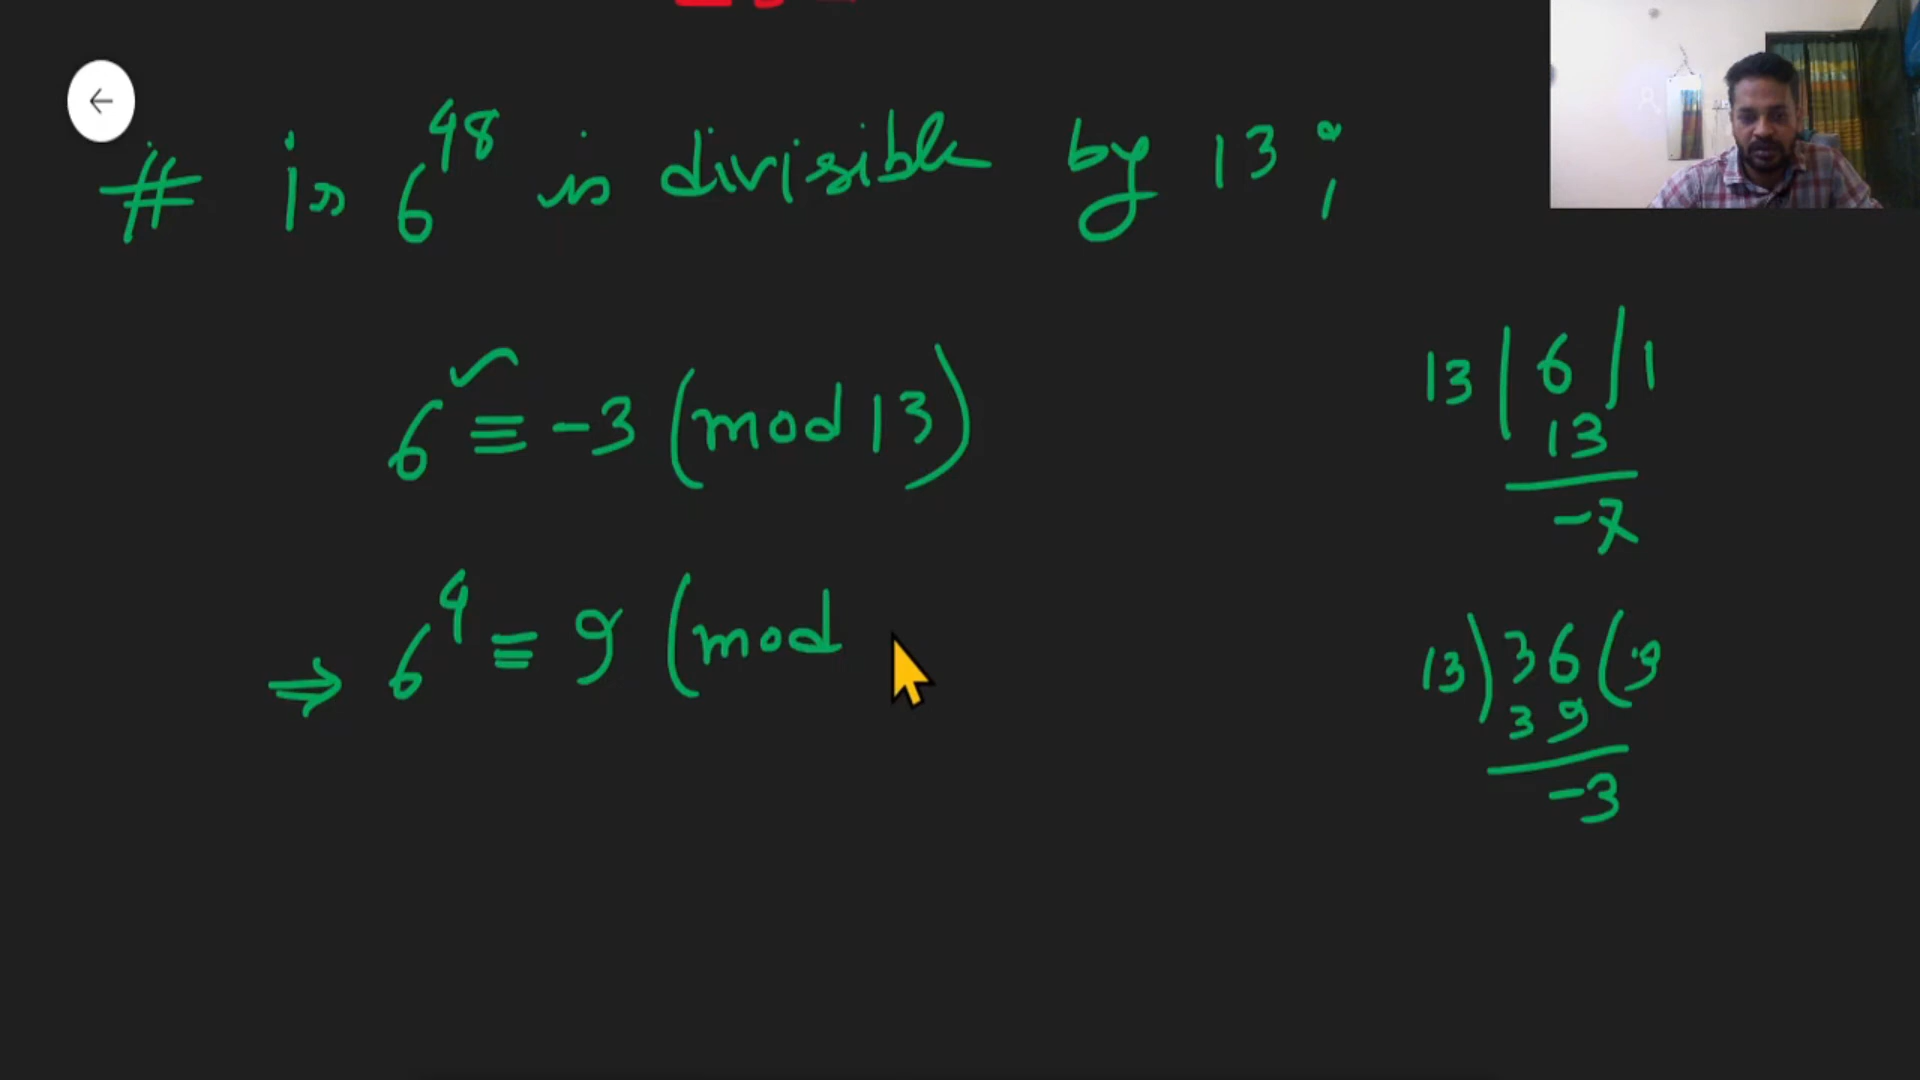 # is 6^48 is divisible by 13 ;
6^2 ≡ -3 (mod 13)
⇒ 6^4 ≡ 9 (mod
13 | 6 | 1
13
-7
13 ) 36 ( 3
39
-3